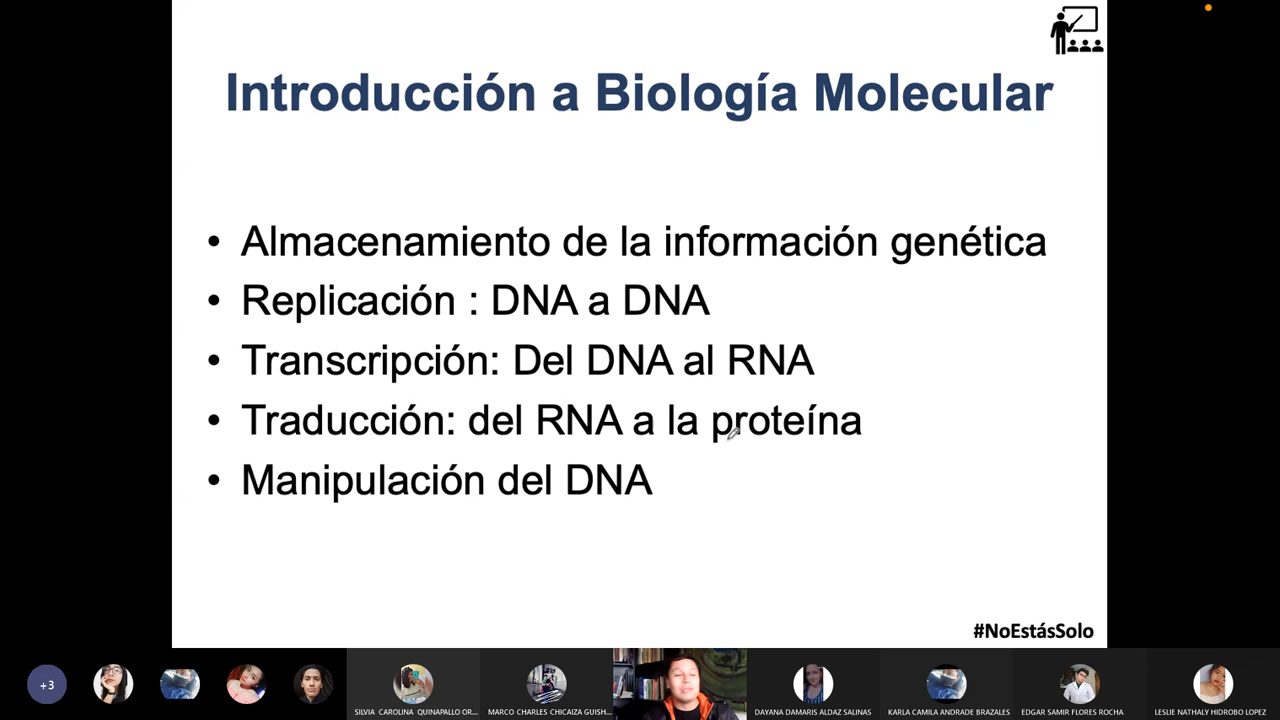 Introducción a Biología Molecular
• Almacenamiento de la información genética
• Replicación : DNA a DNA
• Transcripción: Del DNA al RNA
• Traducción: del RNA a la proteína
• Manipulación del DNA
#NoEstásSolo
+3
SILVIA CAROLINA QUINAPALLO OR...
MARCO CHARLES CHICAIZA GUISH...
DAYANA DAMARIS ALDAZ SALINAS
KARLA CAMILA ANDRADE BRAZALES
EDGAR SAMIR FLORES ROCHA
LESLIE NATHALY HIDROBO LOPEZ